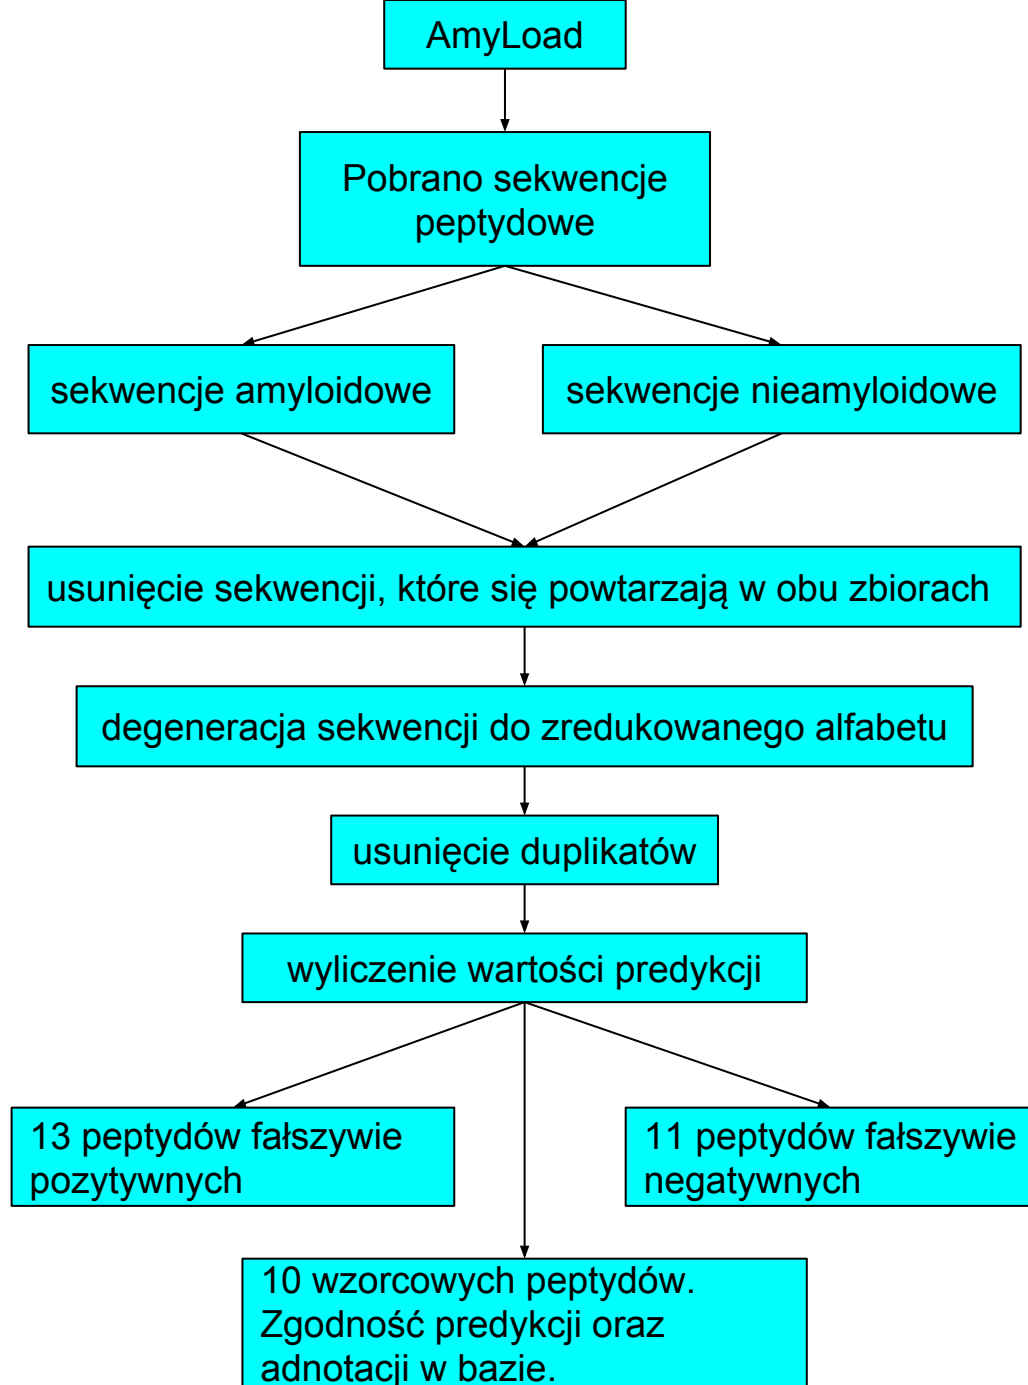 AmyLoad
Pobrano sekwencje
peptydowe
sekwencje amyloidowe
sekwencje nieamyloidowe
usunięcie sekwencji, które się powtarzają w obu zbiorach
degeneracja sekwencji do zredukowanego alfabetu
usunięcie duplikatów
wyliczenie wartości predykcji
13 peptydów fałszywie
pozytywnych
11 peptydów fałszywie
negatywnych
10 wzorcowych peptydów.
Zgodność predykcji oraz
adnotacji w bazie.